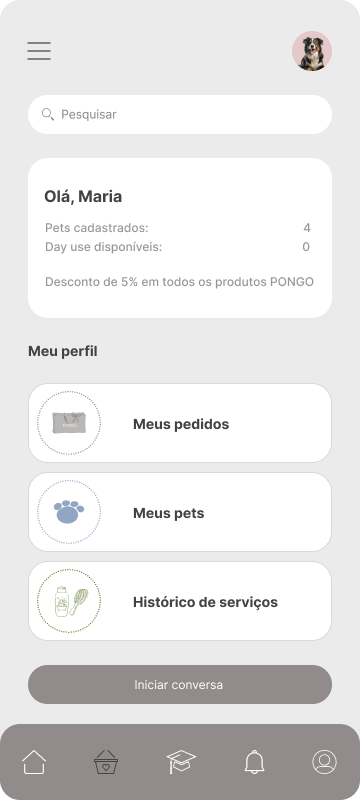 Pesquisar
Olá, Maria
Pets cadastrados: 4
Day use disponíveis: 0
Desconto de 5% em todos os produtos PONGO
Meu perfil
Meus pedidos
Meus pets
Histórico de serviços
Iniciar conversa